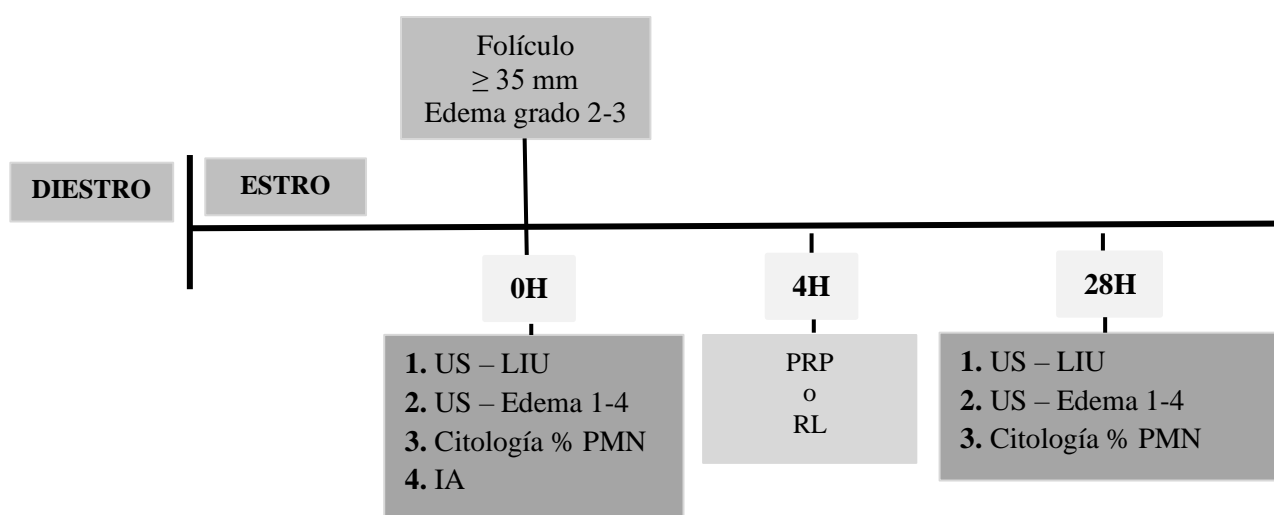 Folículo
≥ 35 mm
Edema grado 2-3
DIESTRO
ESTRO
0H
4H
28H
1. US – LIU
2. US – Edema 1-4
3. Citología % PMN
4. IA
PRP
o
RL
1. US – LIU
2. US – Edema 1-4
3. Citología % PMN